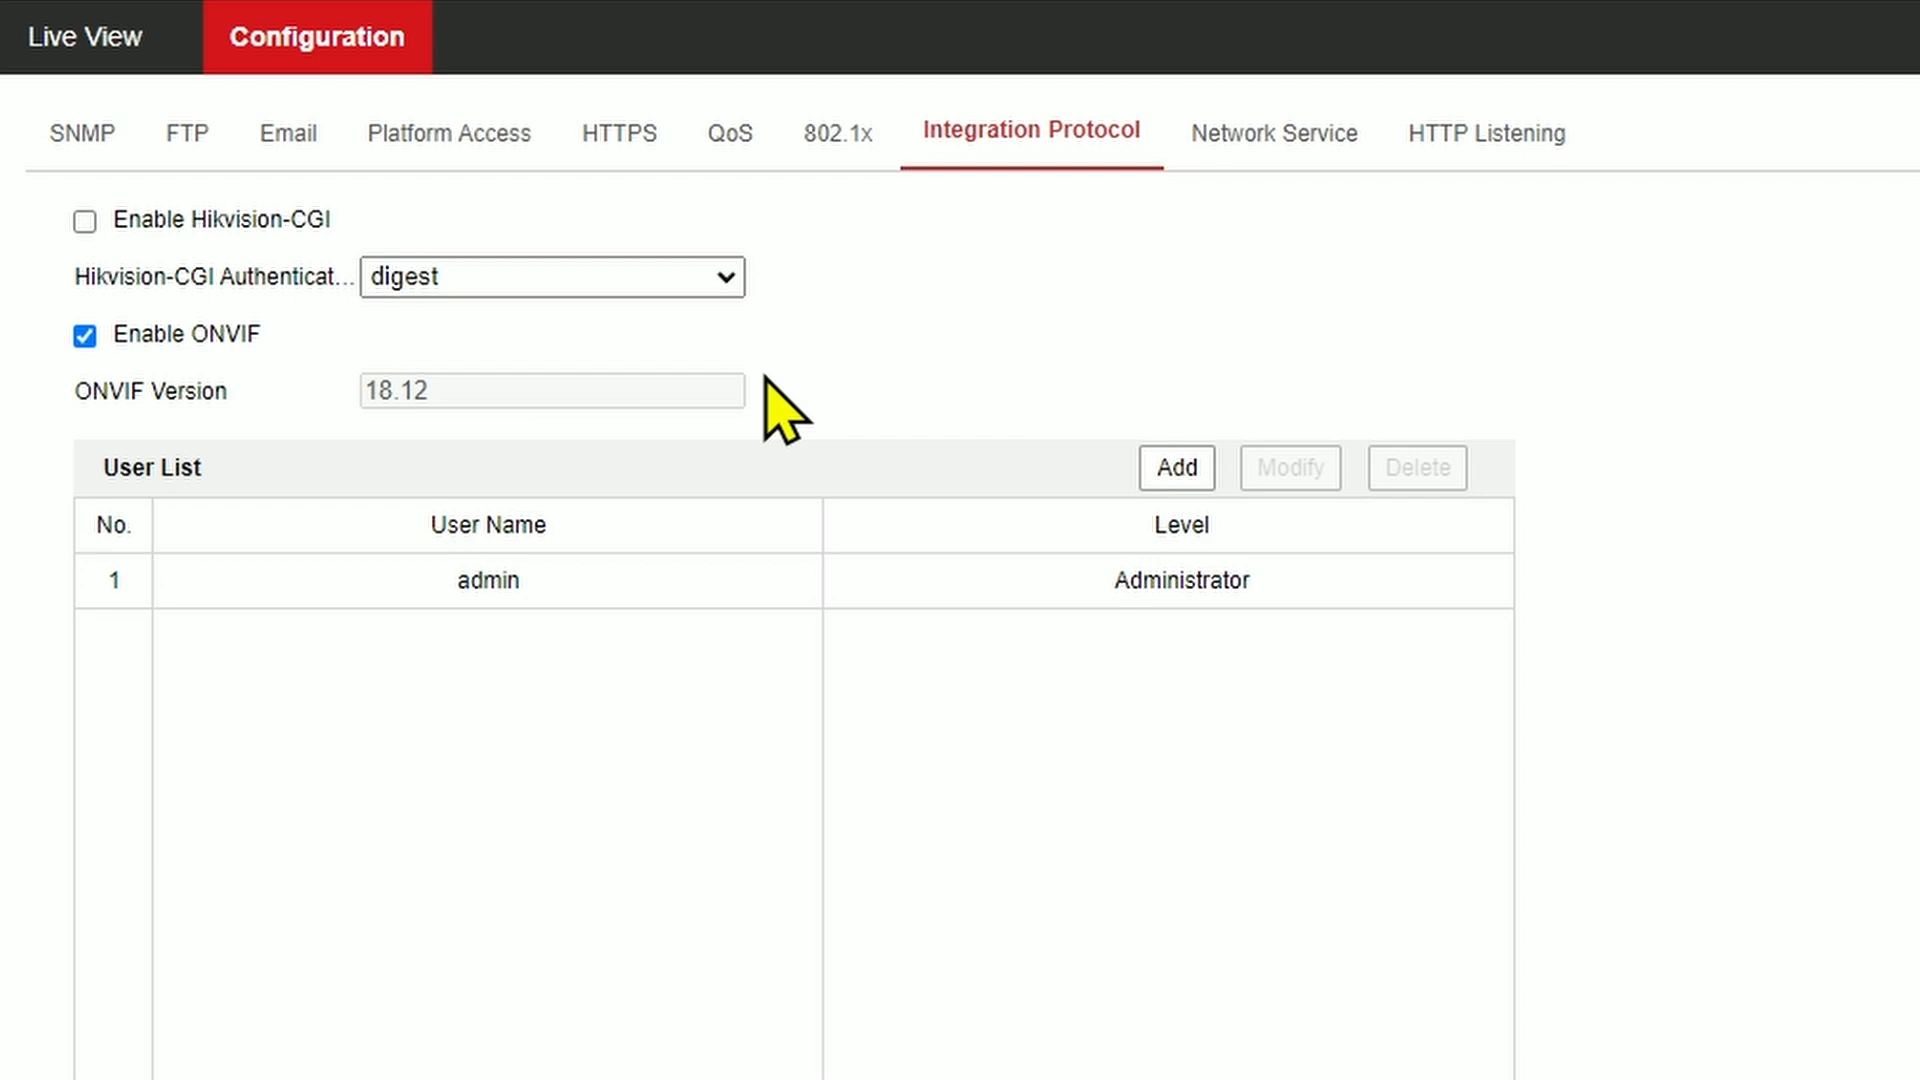 Live View Configuration
SNMP FTP Email Platform Access HTTPS QoS 802.1x Integration Protocol Network Service HTTP Listening
Enable Hikvision-CGI
Hikvision-CGI Authenticat... digest
Enable ONVIF
ONVIF Version 18.12
User List Add Modify Delete
No. User Name Level
1 admin Administrator